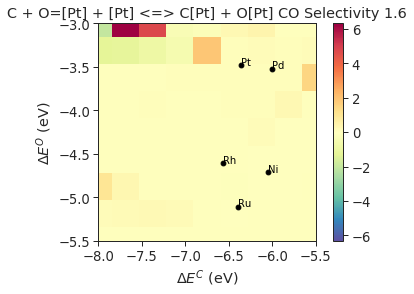 C + O=[Pt] + [Pt] <=> C[Pt] + O[Pt] CO Selectivity 1.6
−3.0
−3.5
−4.0
−4.5
−5.0
−5.5
ΔE^O (eV)
Pt
Pd
Rh
Ni
Ru
−8.0 −7.5 −7.0 −6.5 −6.0 −5.5
ΔE^C (eV)
6
4
2
0
−2
−4
−6